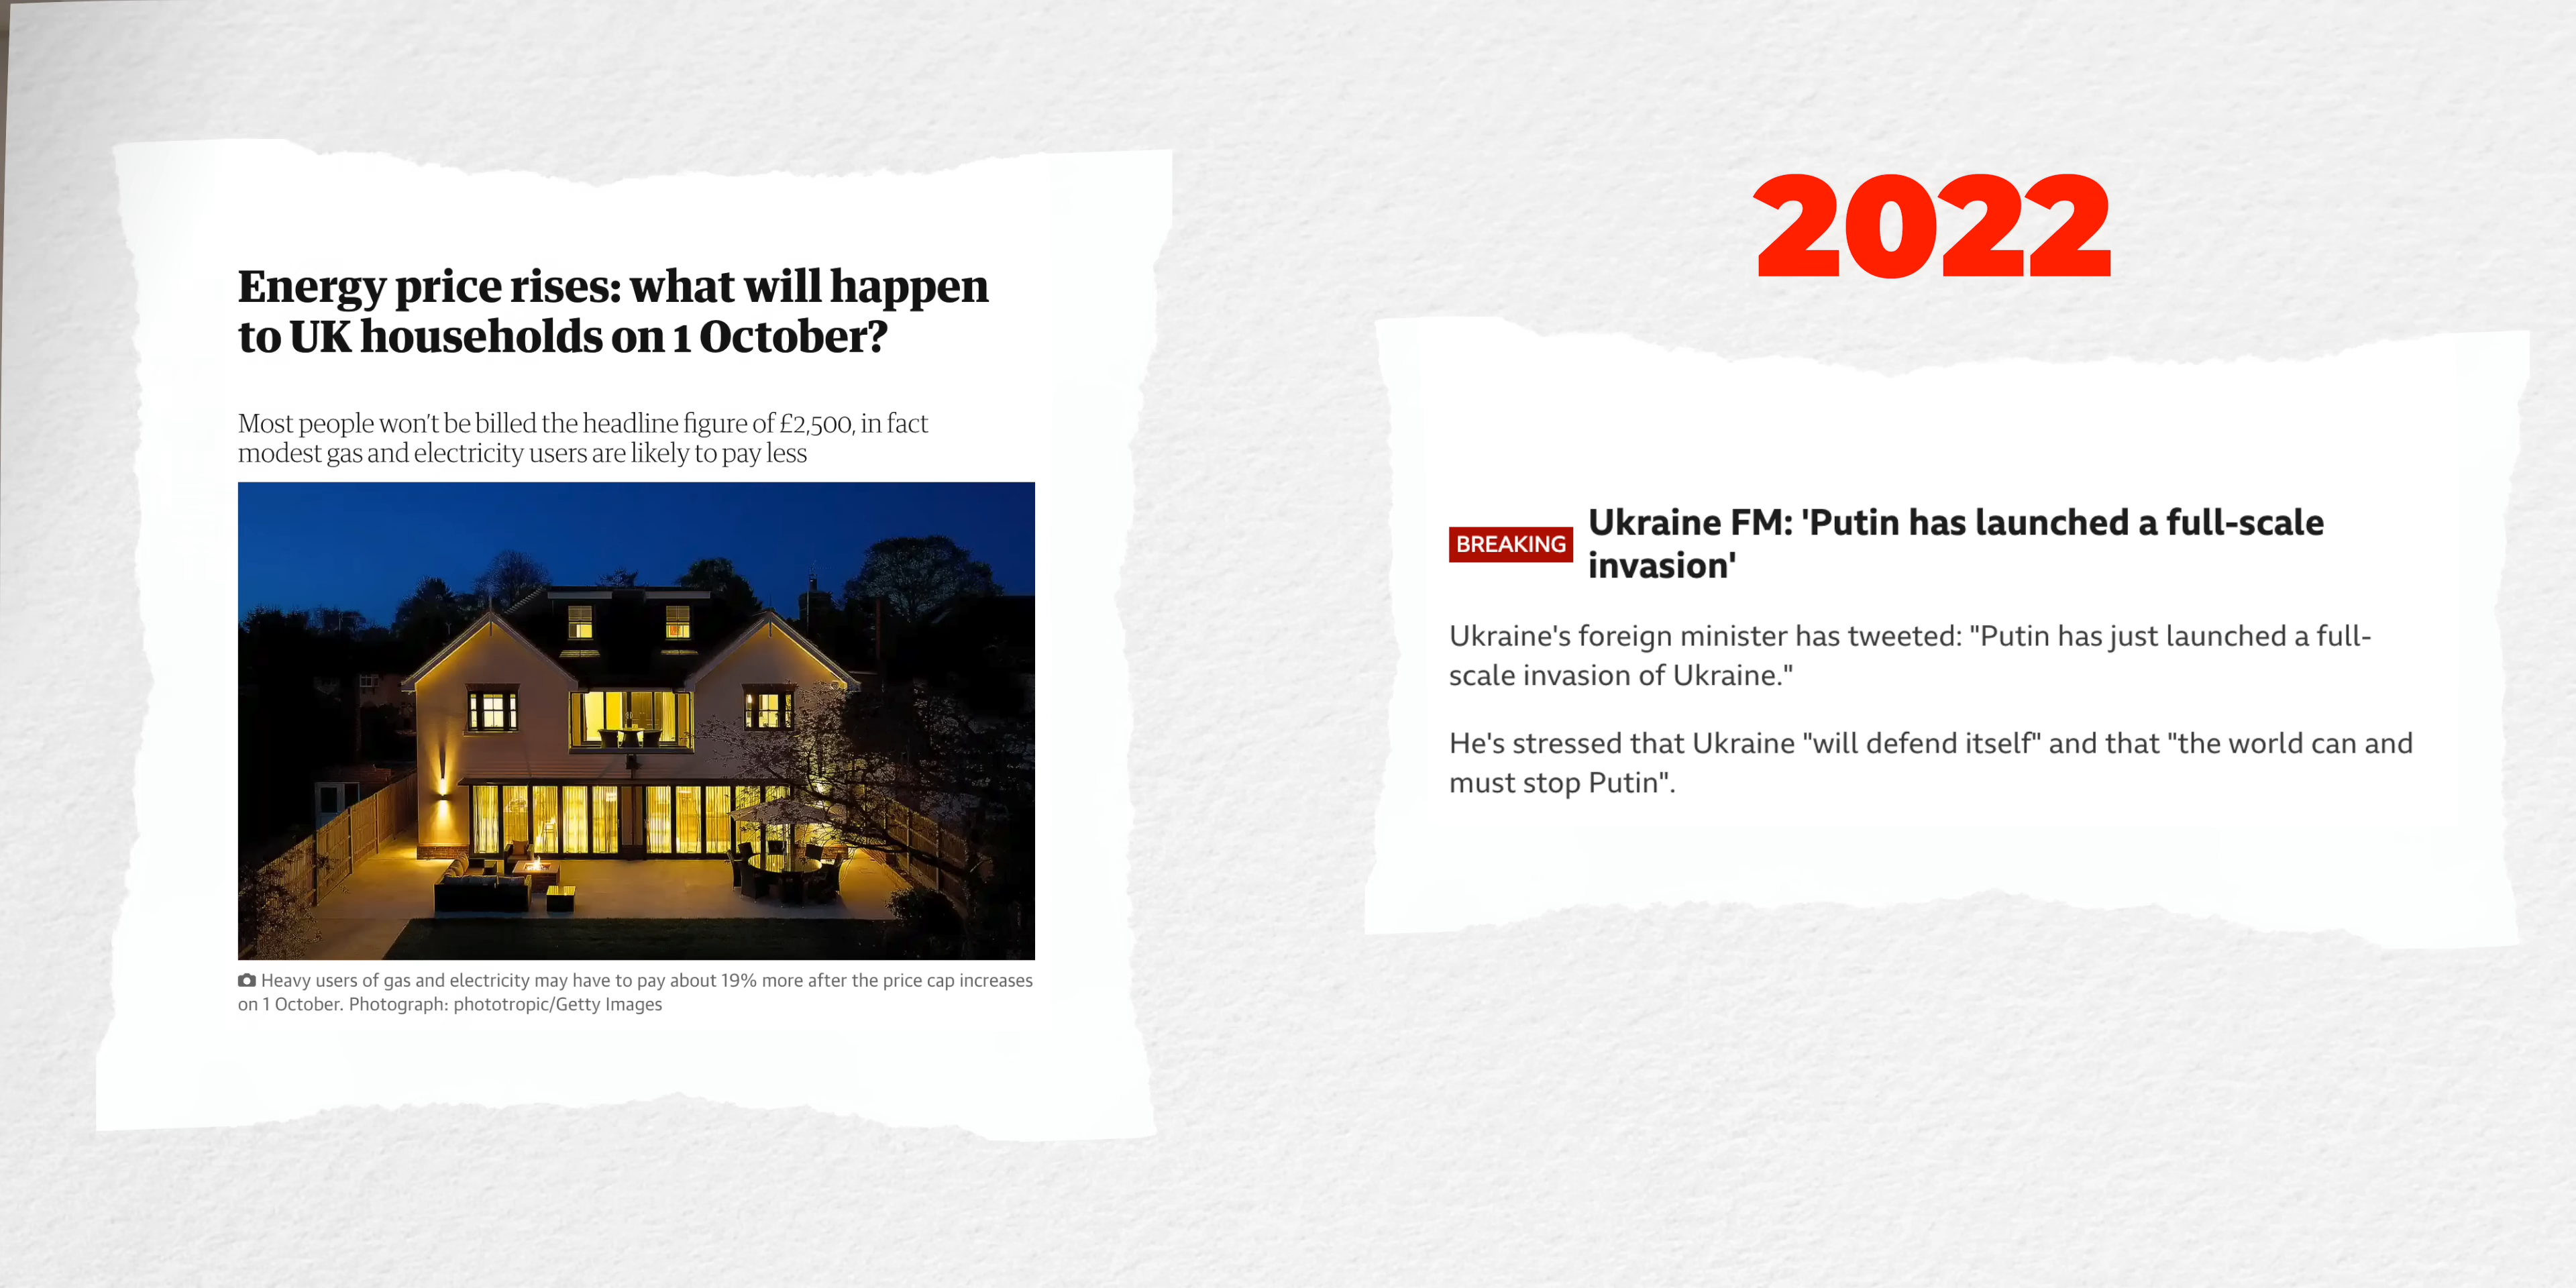 Energy price rises: what will happen
to UK households on 1 October?
Most people won't be billed the headline figure of £2,500, in fact
modest gas and electricity users are likely to pay less
Heavy users of gas and electricity may have to pay about 19% more after the price cap increases
on 1 October. Photograph: phototropic/Getty Images
2022
BREAKING
Ukraine FM: 'Putin has launched a full-scale
invasion'
Ukraine's foreign minister has tweeted: "Putin has just launched a full-
scale invasion of Ukraine."
He's stressed that Ukraine "will defend itself" and that "the world can and
must stop Putin".